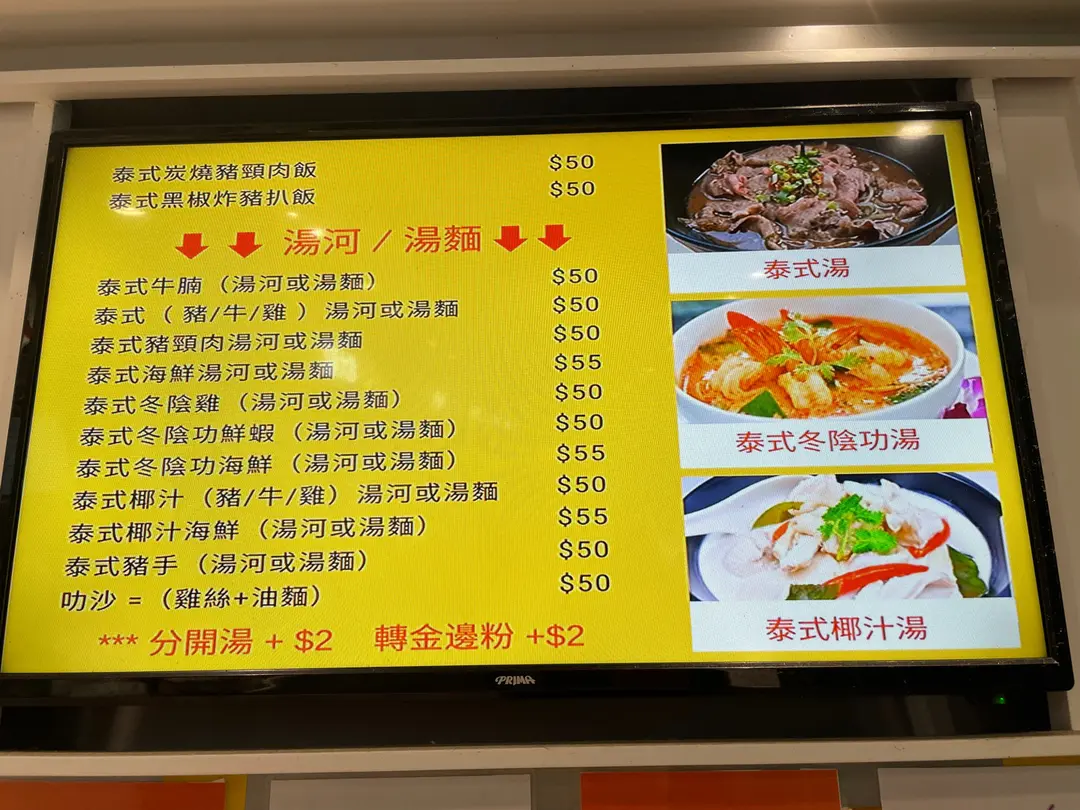 泰式炭燒豬頸肉飯 $50
泰式黑椒炸豬扒飯 $50
湯河 / 湯麵
泰式牛腩（湯河或湯麵） $50
泰式（ 豬/牛/雞 ） 湯河或湯麵 $50
泰式豬頸肉湯河或湯麵 $50
泰式海鮮湯河或湯麵 $55
泰式冬陰雞（湯河或湯麵） $50
泰式冬陰功鮮蝦（湯河或湯麵） $50
泰式冬陰功海鮮（湯河或湯麵） $55
泰式椰汁（豬/牛/雞） 湯河或湯麵 $50
泰式椰汁海鮮（湯河或湯麵） $55
泰式豬手（湯河或湯麵） $50
叻沙 = （雞絲+油麵） $50
*** 分開湯 + $2 轉金邊粉 +$2
泰式湯
泰式冬陰功湯
泰式椰汁湯
PRIMA